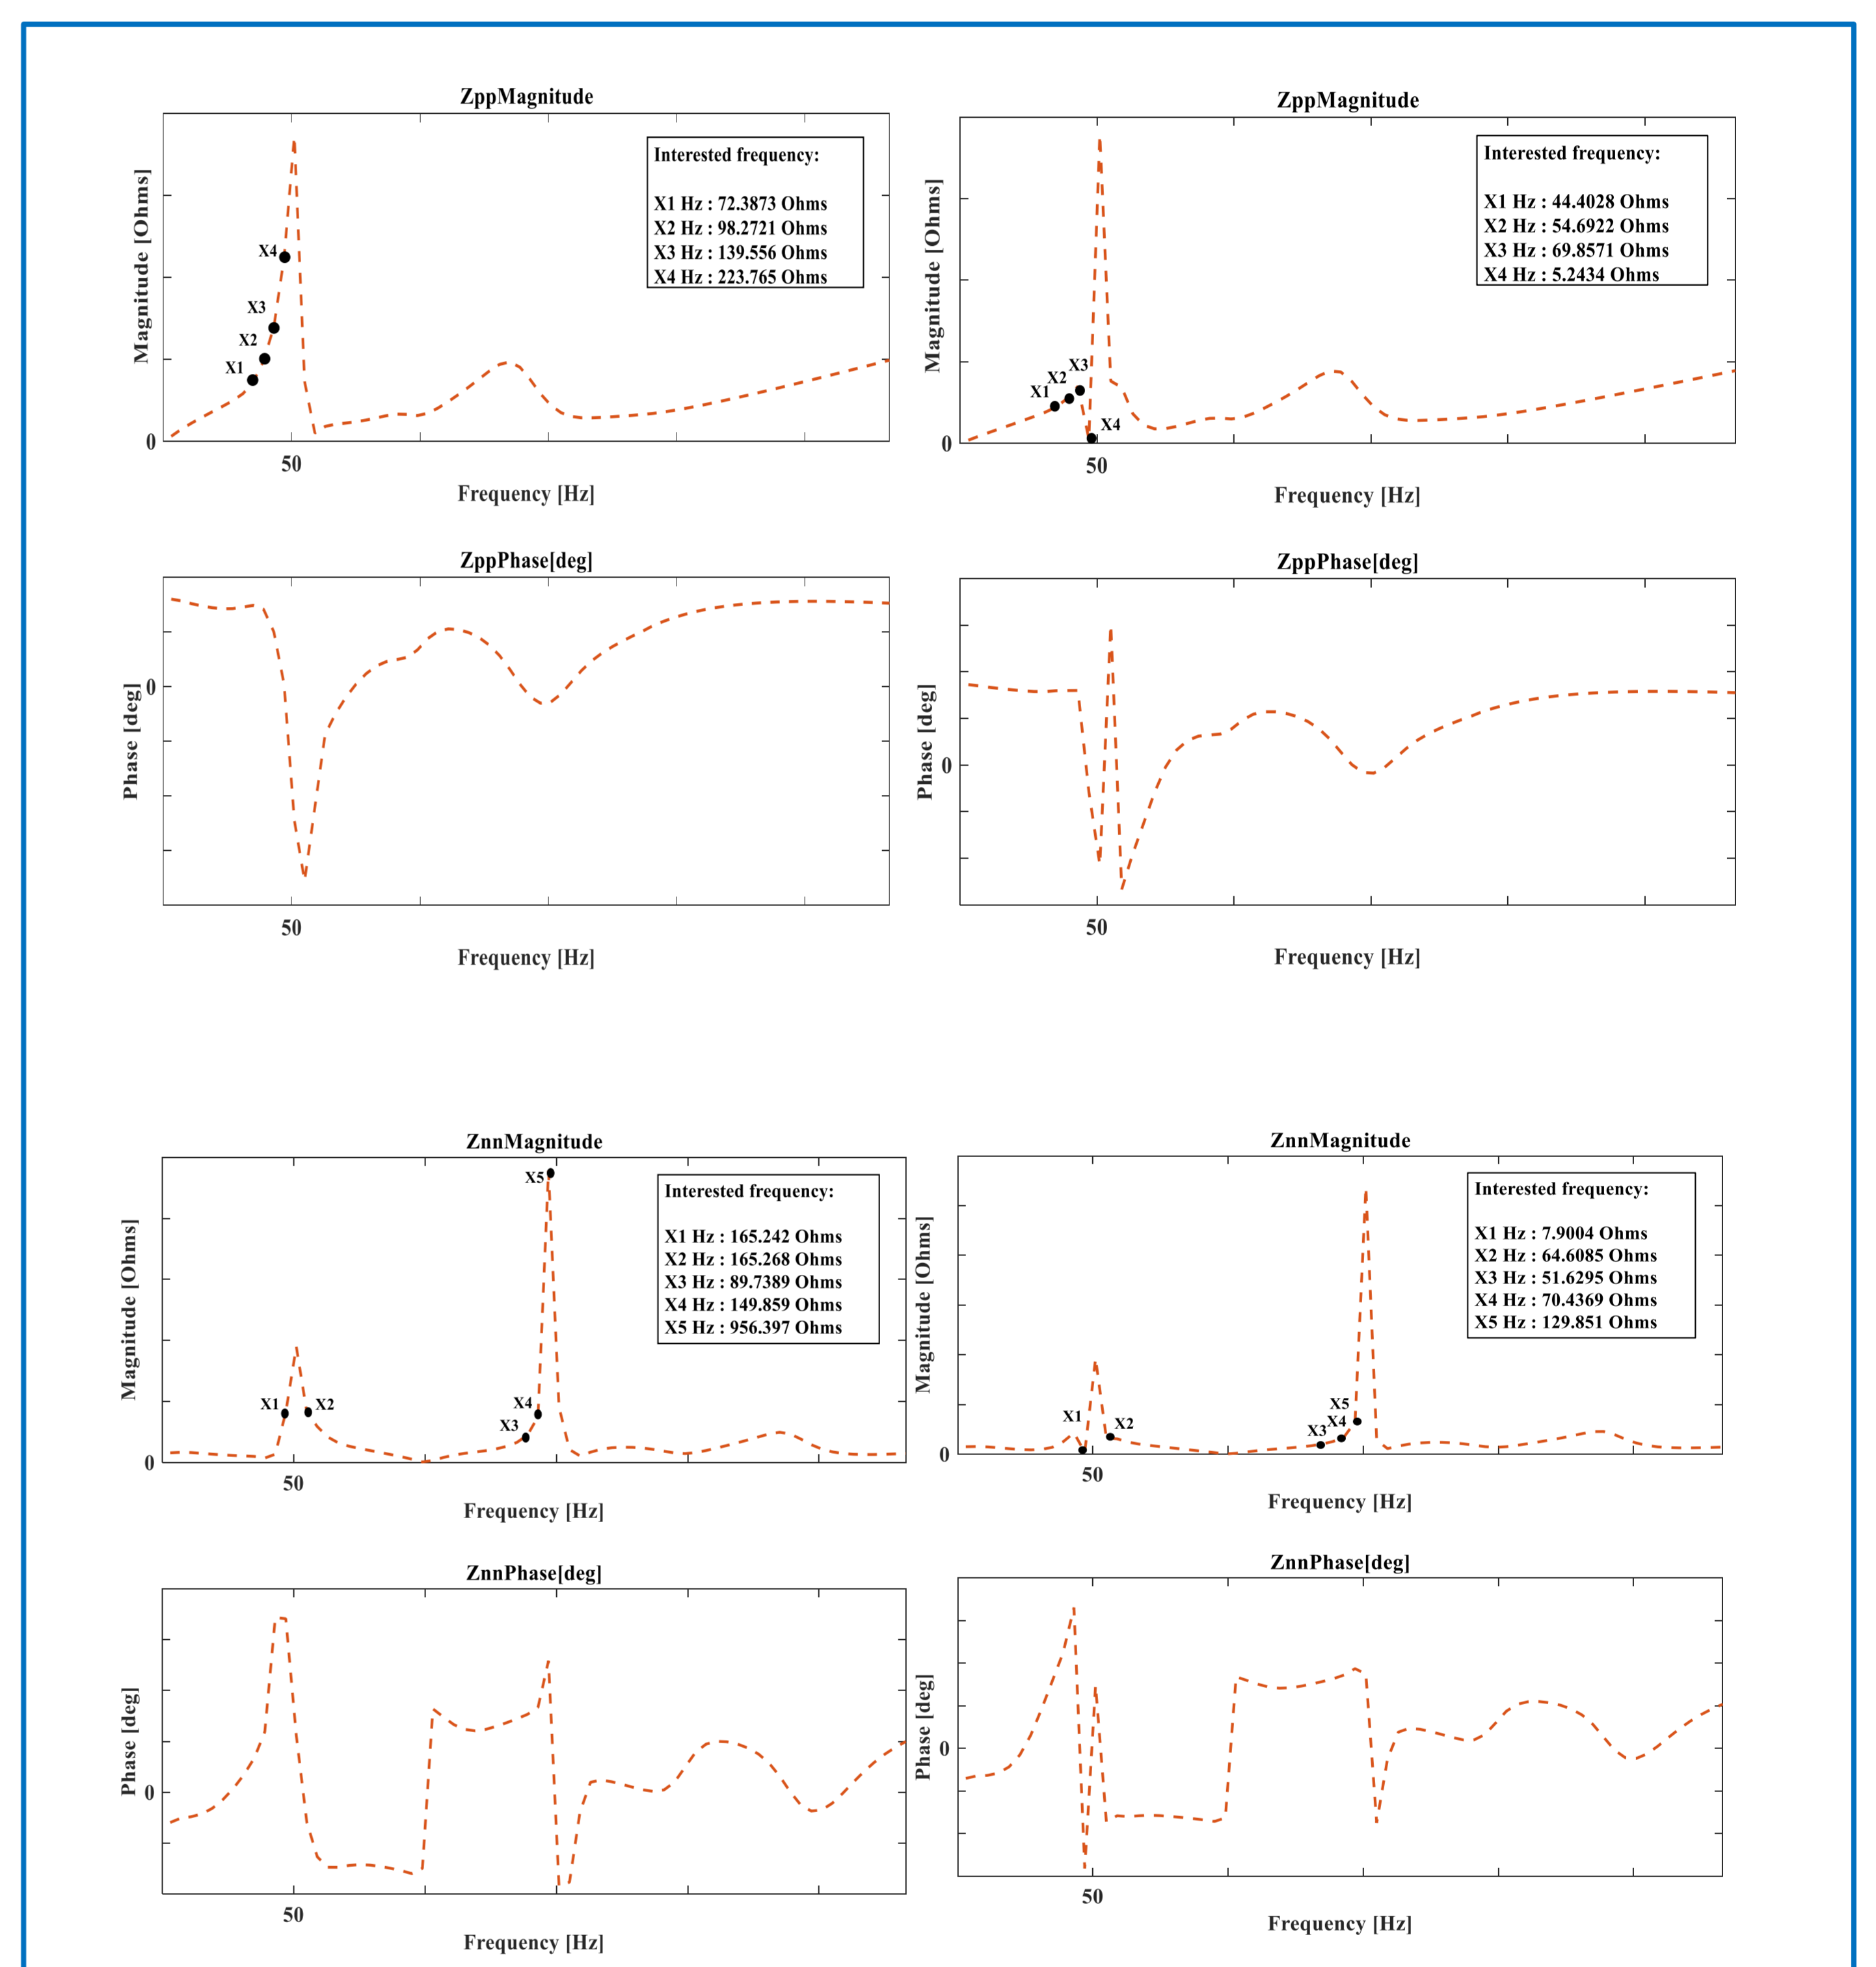 ZppMagnitude
Magnitude [Ohms]
Interested frequency:
X1 Hz : 72.3873 Ohms
X2 Hz : 98.2721 Ohms
X3 Hz : 139.556 Ohms
X4 Hz : 223.765 Ohms
X4
X3
X2
X1
0
50
Frequency [Hz]
ZppMagnitude
Magnitude [Ohms]
Interested frequency:
X1 Hz : 44.4028 Ohms
X2 Hz : 54.6922 Ohms
X3 Hz : 69.8571 Ohms
X4 Hz : 5.2434 Ohms
X3
X2
X1
X4
0
50
Frequency [Hz]
ZppPhase[deg]
Phase [deg]
0
50
Frequency [Hz]
ZppPhase[deg]
Phase [deg]
0
50
Frequency [Hz]
ZnnMagnitude
Magnitude [Ohms]
Interested frequency:
X1 Hz : 165.242 Ohms
X2 Hz : 165.268 Ohms
X3 Hz : 89.7389 Ohms
X4 Hz : 149.859 Ohms
X5 Hz : 956.397 Ohms
X5
X1
X2
X4
X3
0
50
Frequency [Hz]
ZnnMagnitude
Magnitude [Ohms]
Interested frequency:
X1 Hz : 7.9004 Ohms
X2 Hz : 64.6085 Ohms
X3 Hz : 51.6295 Ohms
X4 Hz : 70.4369 Ohms
X5 Hz : 129.851 Ohms
X5
X1
X2
X4
X3
0
50
Frequency [Hz]
ZnnPhase[deg]
Phase [deg]
0
50
Frequency [Hz]
ZnnPhase[deg]
Phase [deg]
0
50
Frequency [Hz]